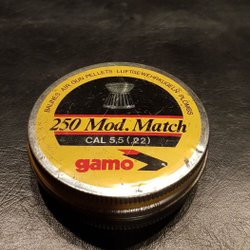 BALINES - AIR GUN PELLETS - LUFTGEWEHRKUGELN - PLOMBS
250 Mod. Match
CAL 5,5 (.22)
gamo